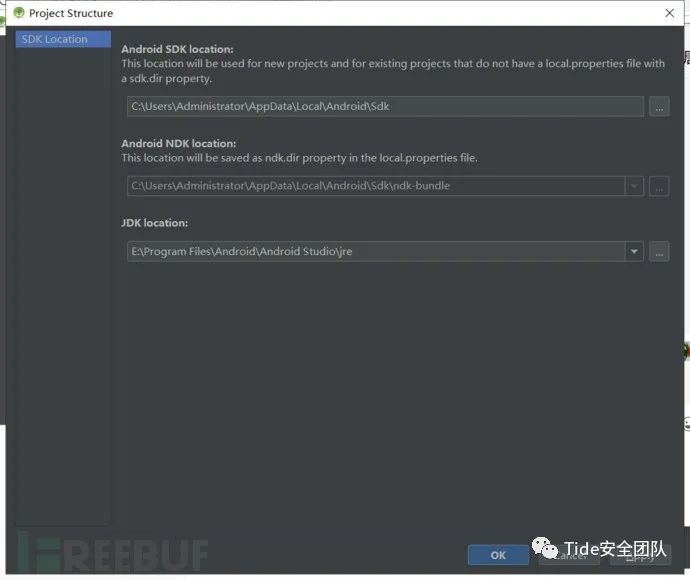 Project Structure
SDK Location
Android SDK location:
This location will be used for new projects and for existing projects that do not have a local.properties file with
a sdk.dir property.
C:\Users\Administrator\AppData\Local\Android\Sdk
...
Android NDK location:
This location will be saved as ndk.dir property in the local.properties file.
C:\Users\Administrator\AppData\Local\Android\Sdk\ndk-bundle
...
JDK location:
E:\Program Files\Android\Android Studio\jre
...
REEBUF
OK
Cancel
Tide安全团队